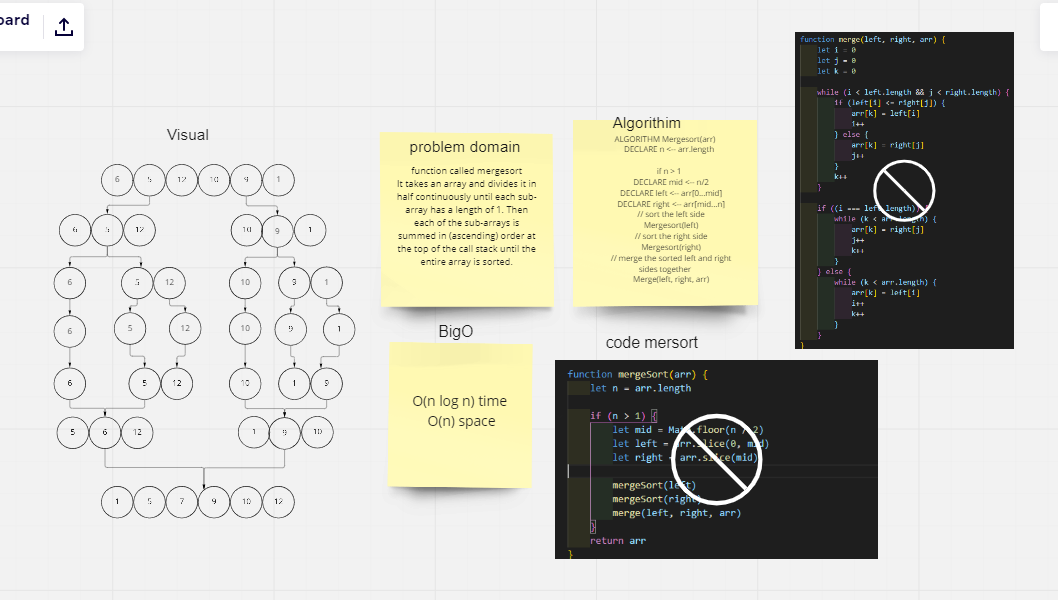 oard
Visual
6 5 12 10 9 1
6 5 12 10 9 1
6 5 12 10 9 1
6 5 12 10 9 1
6 5 12 10 1 9
5 6 12 1 9 10
1 5 7 9 10 12
problem domain
function called mergesort
It takes an array and divides it in
half continuously until each sub-
array has a length of 1. Then
each of the sub-arrays is
summed in (ascending) order at
the top of the call stack until the
entire array is sorted.
Algorithim
ALGORITHM Mergesort(arr)
DECLARE n <-- arr.length
if n > 1
DECLARE mid <-- n/2
DECLARE left <-- arr[0...mid]
DECLARE right <-- arr[mid...n]
// sort the left side
Mergesort(left)
// sort the right side
Mergesort(right)
// merge the sorted left and right
sides together
Merge(left, right, arr)
BigO
O(n log n) time
O(n) space
code mersort
function mergeSort(arr) {
let n = arr.length
if (n > 1) {
let mid = Math.floor(n / 2)
let left = arr.slice(0, mid)
let right = arr.slice(mid)
mergeSort(left)
mergeSort(right)
merge(left, right, arr)
}
return arr
}
function merge(left, right, arr) {
let i = 0
let j = 0
let k = 0
while (i < left.length && j < right.length) {
if (left[i] <= right[j]) {
arr[k] = left[i]
i++
} else {
arr[k] = right[j]
j++
}
k++
}
if ((i === left.length)) {
while (k < arr.length) {
arr[k] = right[j]
j++
k++
}
} else {
while (k < arr.length) {
arr[k] = left[i]
i++
k++
}
}
}